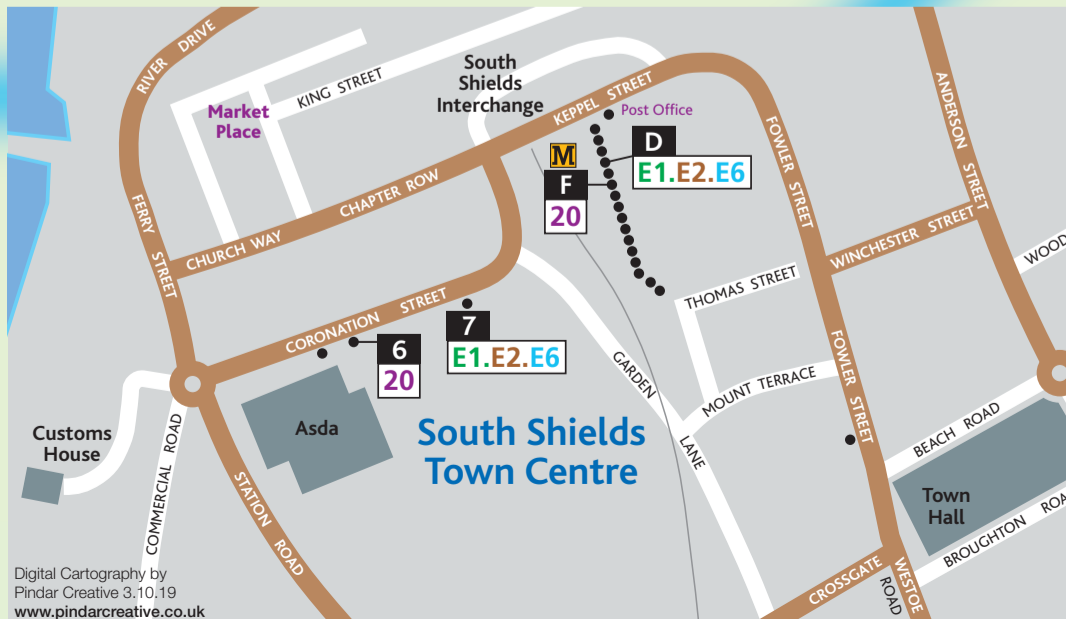 RIVER DRIVE
KING STREET
Market
Place
South
Shields
Interchange
KEPPEL STREET
Post Office
D
E1.E2.E6
M
F
20
FOWLER STREET
ANDERSON STREET
WINCHESTER STREET
WOOD
THOMAS STREET
FERRY STREET
CHURCH WAY
CHAPTER ROW
CORONATION STREET
6
20
7
E1.E2.E6
GARDEN
LANE
MOUNT TERRACE
FOWLER STREET
BEACH ROAD
Asda
South Shields
Town Centre
Customs
House
COMMERCIAL ROAD
STATION ROAD
Town
Hall
BROUGHTON ROA
CROSSGATE
WESTOE
ROAD
Digital Cartography by
Pindar Creative 3.10.19
www.pindarcreative.co.uk